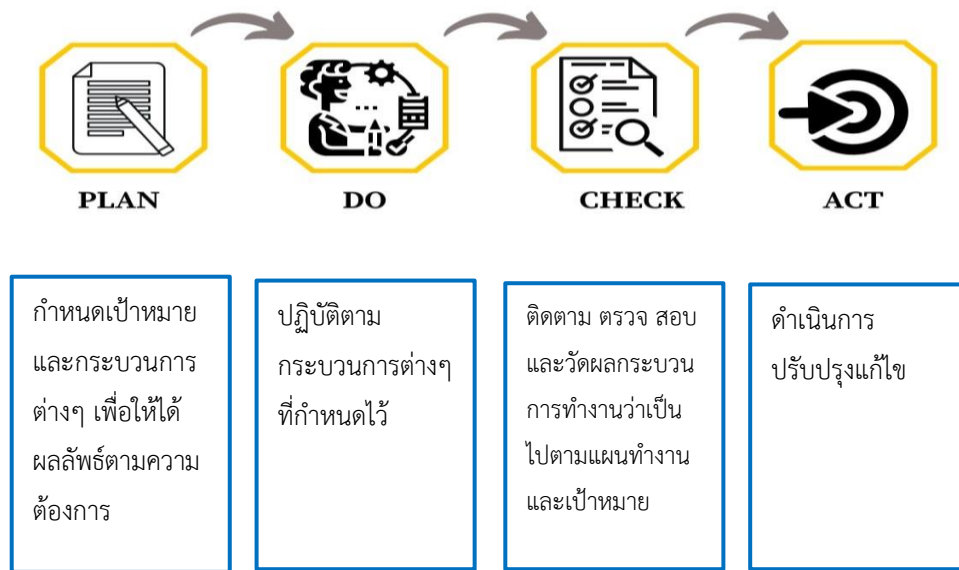 PLAN
DO
CHECK
ACT
กำหนดเป้าหมาย
และกระบวนการ
ต่างๆ เพื่อให้ได้
ผลลัพธ์ตามความ
ต้องการ
ปฏิบัติตาม
กระบวนการต่างๆ
ที่กำหนดไว้
ติดตาม ตรวจ สอบ
และวัดผลกระบวน
การทำงานว่าเป็น
ไปตามแผนทำงาน
และเป้าหมาย
ดำเนินการ
ปรับปรุงแก้ไข